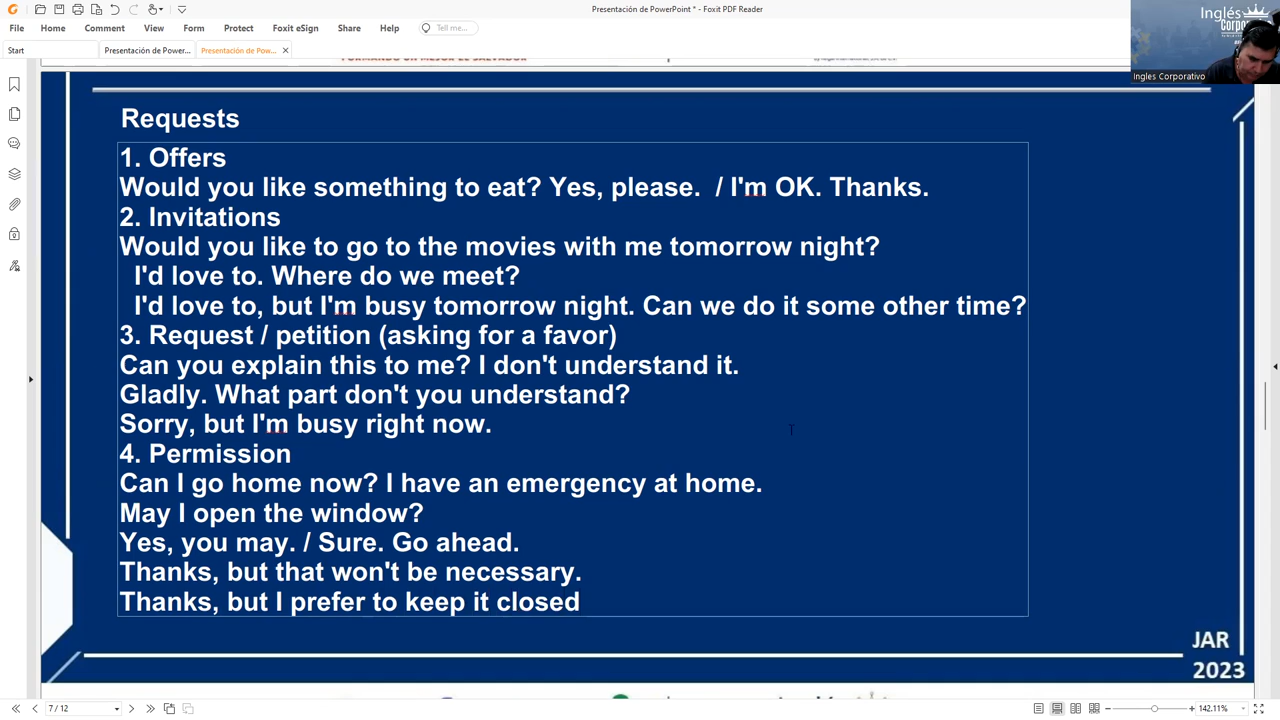 Presentación de PowerPoint * - Foxit PDF Reader
File Home Comment View Form Protect Foxit eSign Share Help Tell me...
Start Presentación de Power... Presentación de Pow...
Inglés
Ingles Corporativo
FORMANDO UN MEJOR EL SALVADOR
Requests
1. Offers
Would you like something to eat? Yes, please. / I'm OK. Thanks.
2. Invitations
Would you like to go to the movies with me tomorrow night?
I'd love to. Where do we meet?
I'd love to, but I'm busy tomorrow night. Can we do it some other time?
3. Request / petition (asking for a favor)
Can you explain this to me? I don't understand it.
Gladly. What part don't you understand?
Sorry, but I'm busy right now.
4. Permission
Can I go home now? I have an emergency at home.
May I open the window?
Yes, you may. / Sure. Go ahead.
Thanks, but that won't be necessary.
Thanks, but I prefer to keep it closed
JAR
2023
7 / 12
142.11%